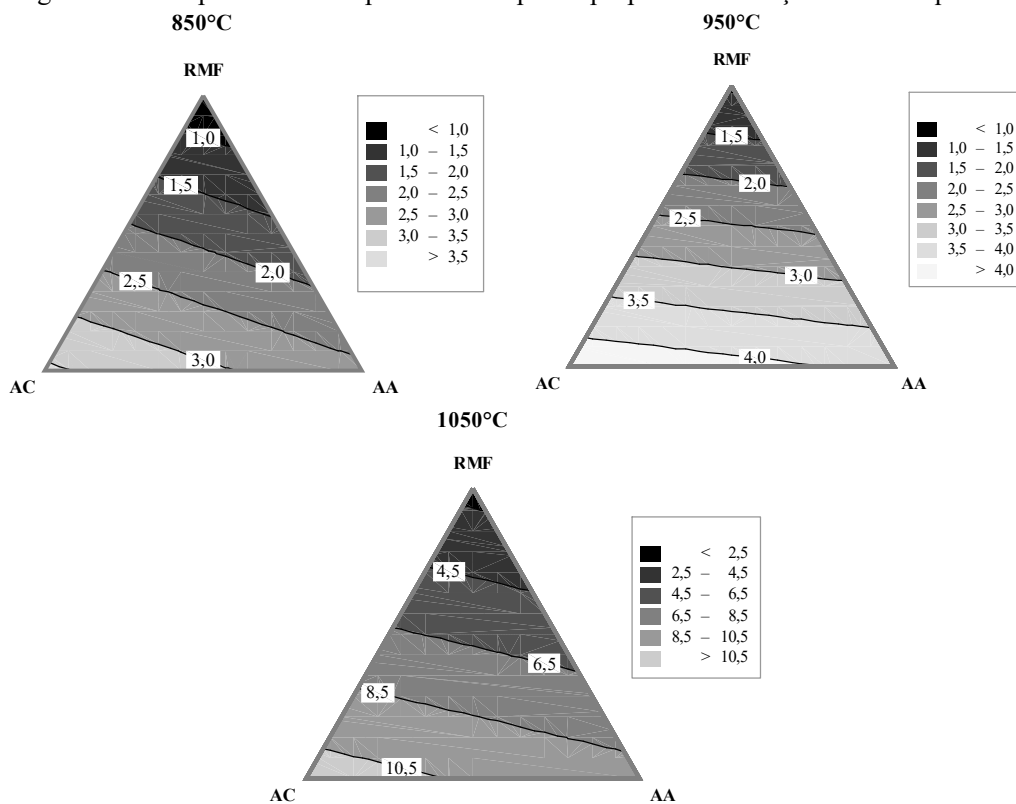 850°C
RMF
1,0
1,5
2,0
2,5
3,0
AC
AA
< 1,0
1,0 – 1,5
1,5 – 2,0
2,0 – 2,5
2,5 – 3,0
3,0 – 3,5
> 3,5
950°C
RMF
1,5
2,0
2,5
3,0
3,5
4,0
AC
AA
< 1,0
1,0 – 1,5
1,5 – 2,0
2,0 – 2,5
2,5 – 3,0
3,0 – 3,5
3,5 – 4,0
> 4,0
1050°C
RMF
4,5
6,5
8,5
10,5
AC
AA
< 2,5
2,5 – 4,5
4,5 – 6,5
6,5 – 8,5
8,5 – 10,5
> 10,5